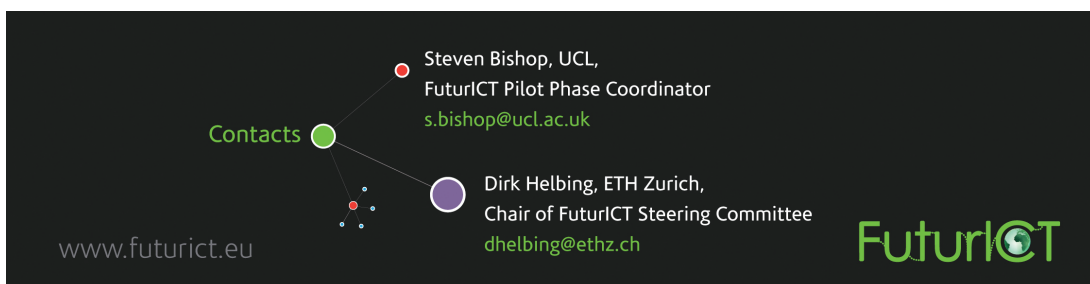 Steven Bishop, UCL,
FuturICT Pilot Phase Coordinator
s.bishop@ucl.ac.uk
Contacts
Dirk Helbing, ETH Zurich,
Chair of FuturICT Steering Committee
dhelbing@ethz.ch
www.futurict.eu
FuturICT